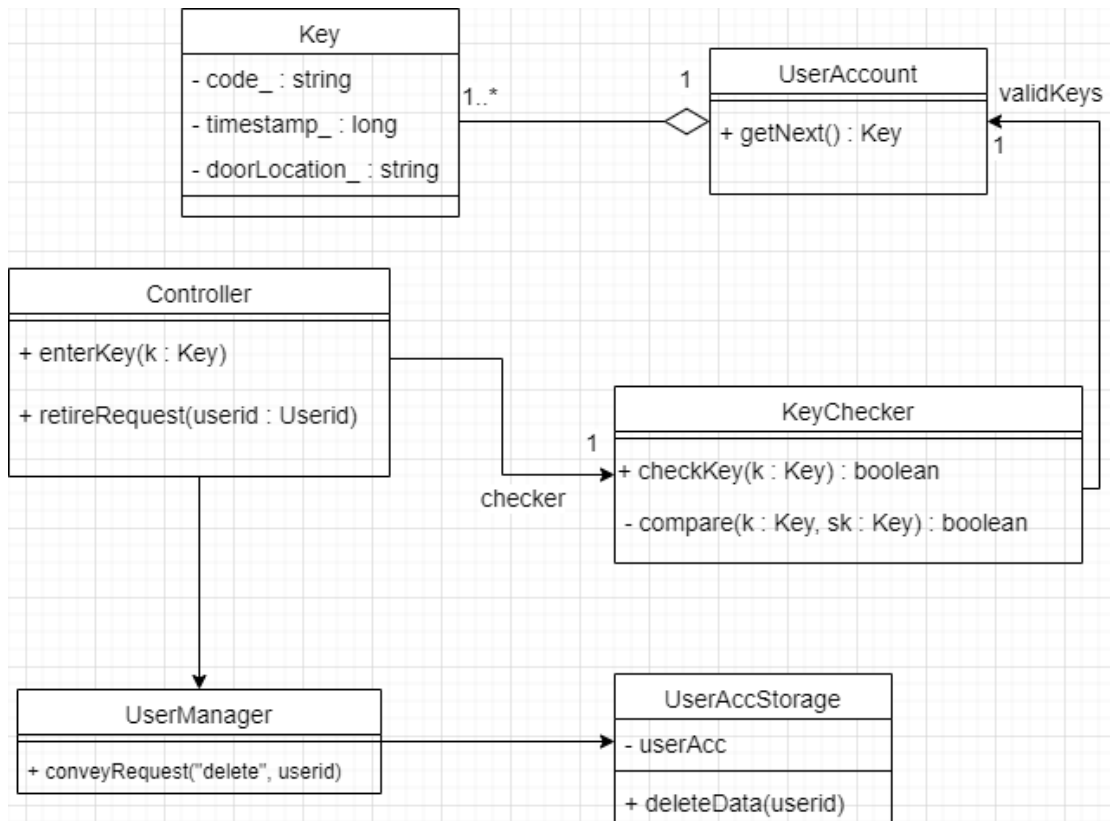 Key
- code_ : string
- timestamp_ : long
- doorLocation_ : string
1..*
1
UserAccount
+ getNext() : Key
validKeys
1
Controller
+ enterKey(k : Key)
+ retireRequest(userid : Userid)
1
checker
KeyChecker
+ checkKey(k : Key) : boolean
- compare(k : Key, sk : Key) : boolean
UserManager
+ conveyRequest("delete", userid)
UserAccStorage
- userAcc
+ deleteData(userid)